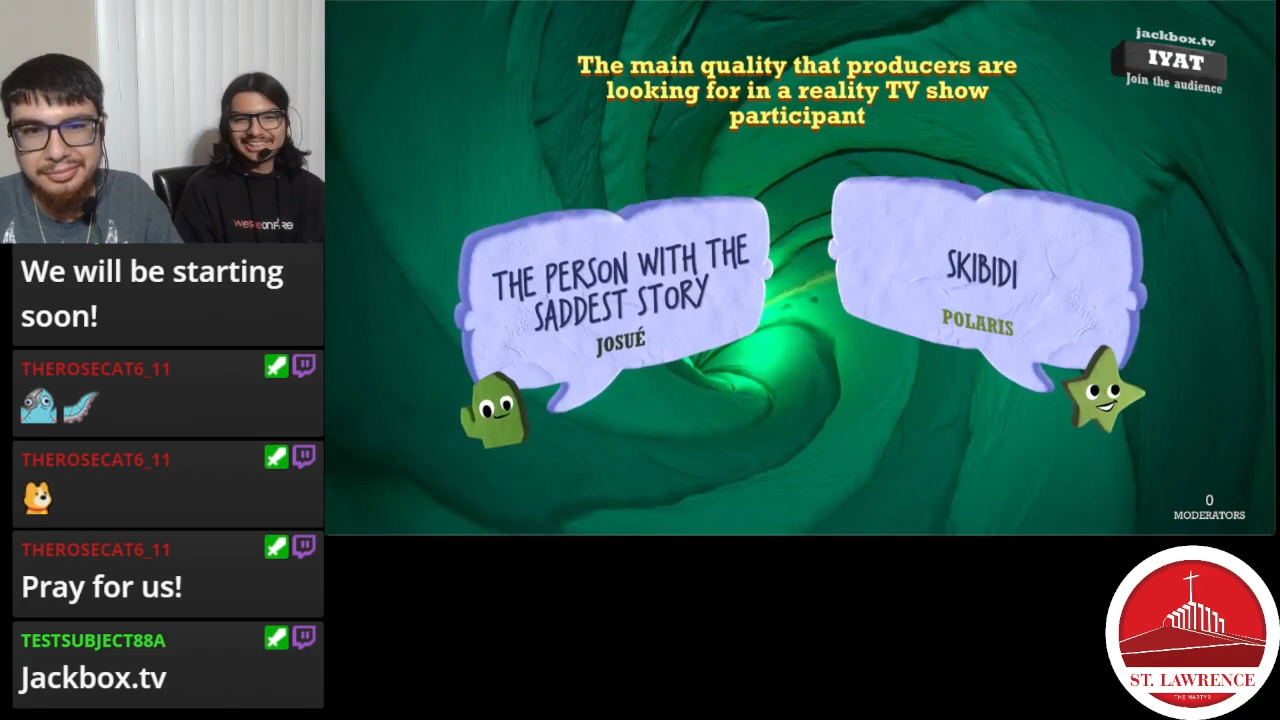 jackbox.tv
IYAT
Join the audience
The main quality that producers are
looking for in a reality TV show
participant
THE PERSON WITH THE
SADDEST STORY
JOSUÉ
SKIBIDI
POLARIS
0
MODERATORS
We will be starting
soon!
THEROSECAT6_11
THEROSECAT6_11
THEROSECAT6_11
Pray for us!
TESTSUBJECT88A
Jackbox.tv
ST. LAWRENCE
THE MARTYR